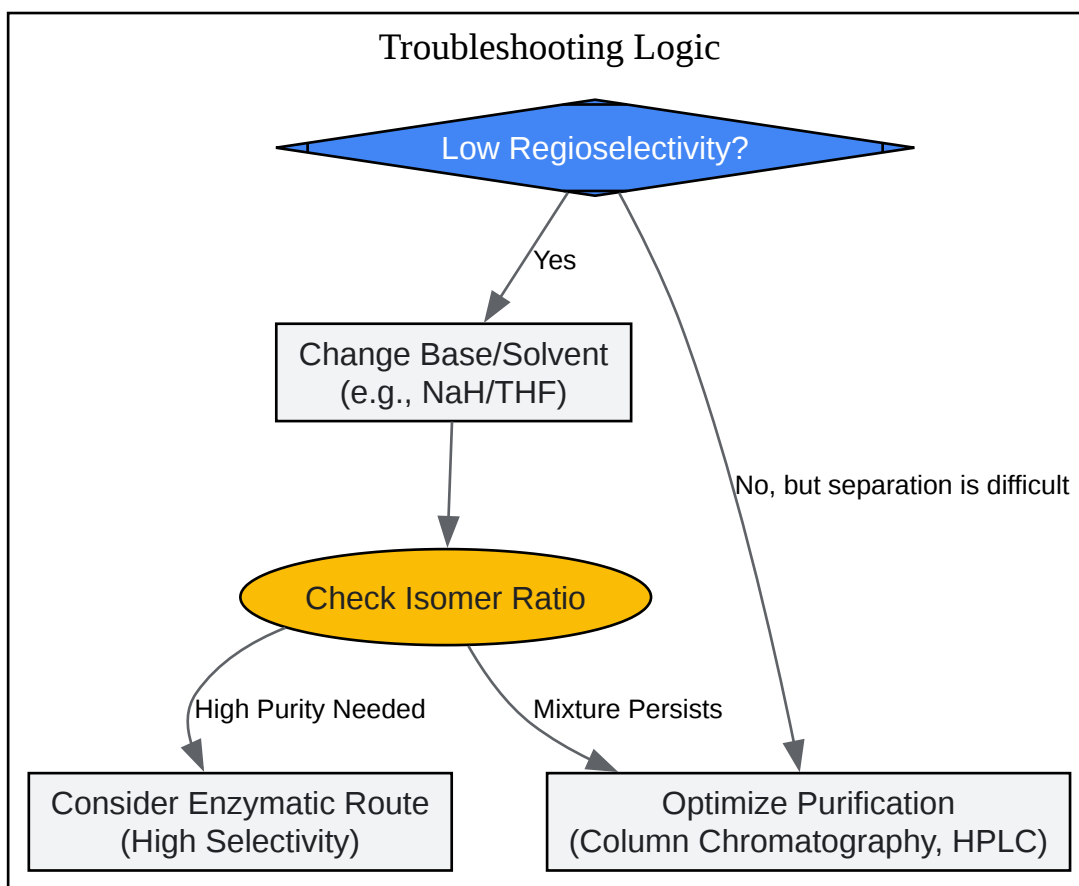 Troubleshooting Logic
Low Regioselectivity?
Yes
Change Base/Solvent
(e.g., NaH/THF)
No, but separation is difficult
Check Isomer Ratio
High Purity Needed
Mixture Persists
Consider Enzymatic Route
(High Selectivity)
Optimize Purification
(Column Chromatography, HPLC)